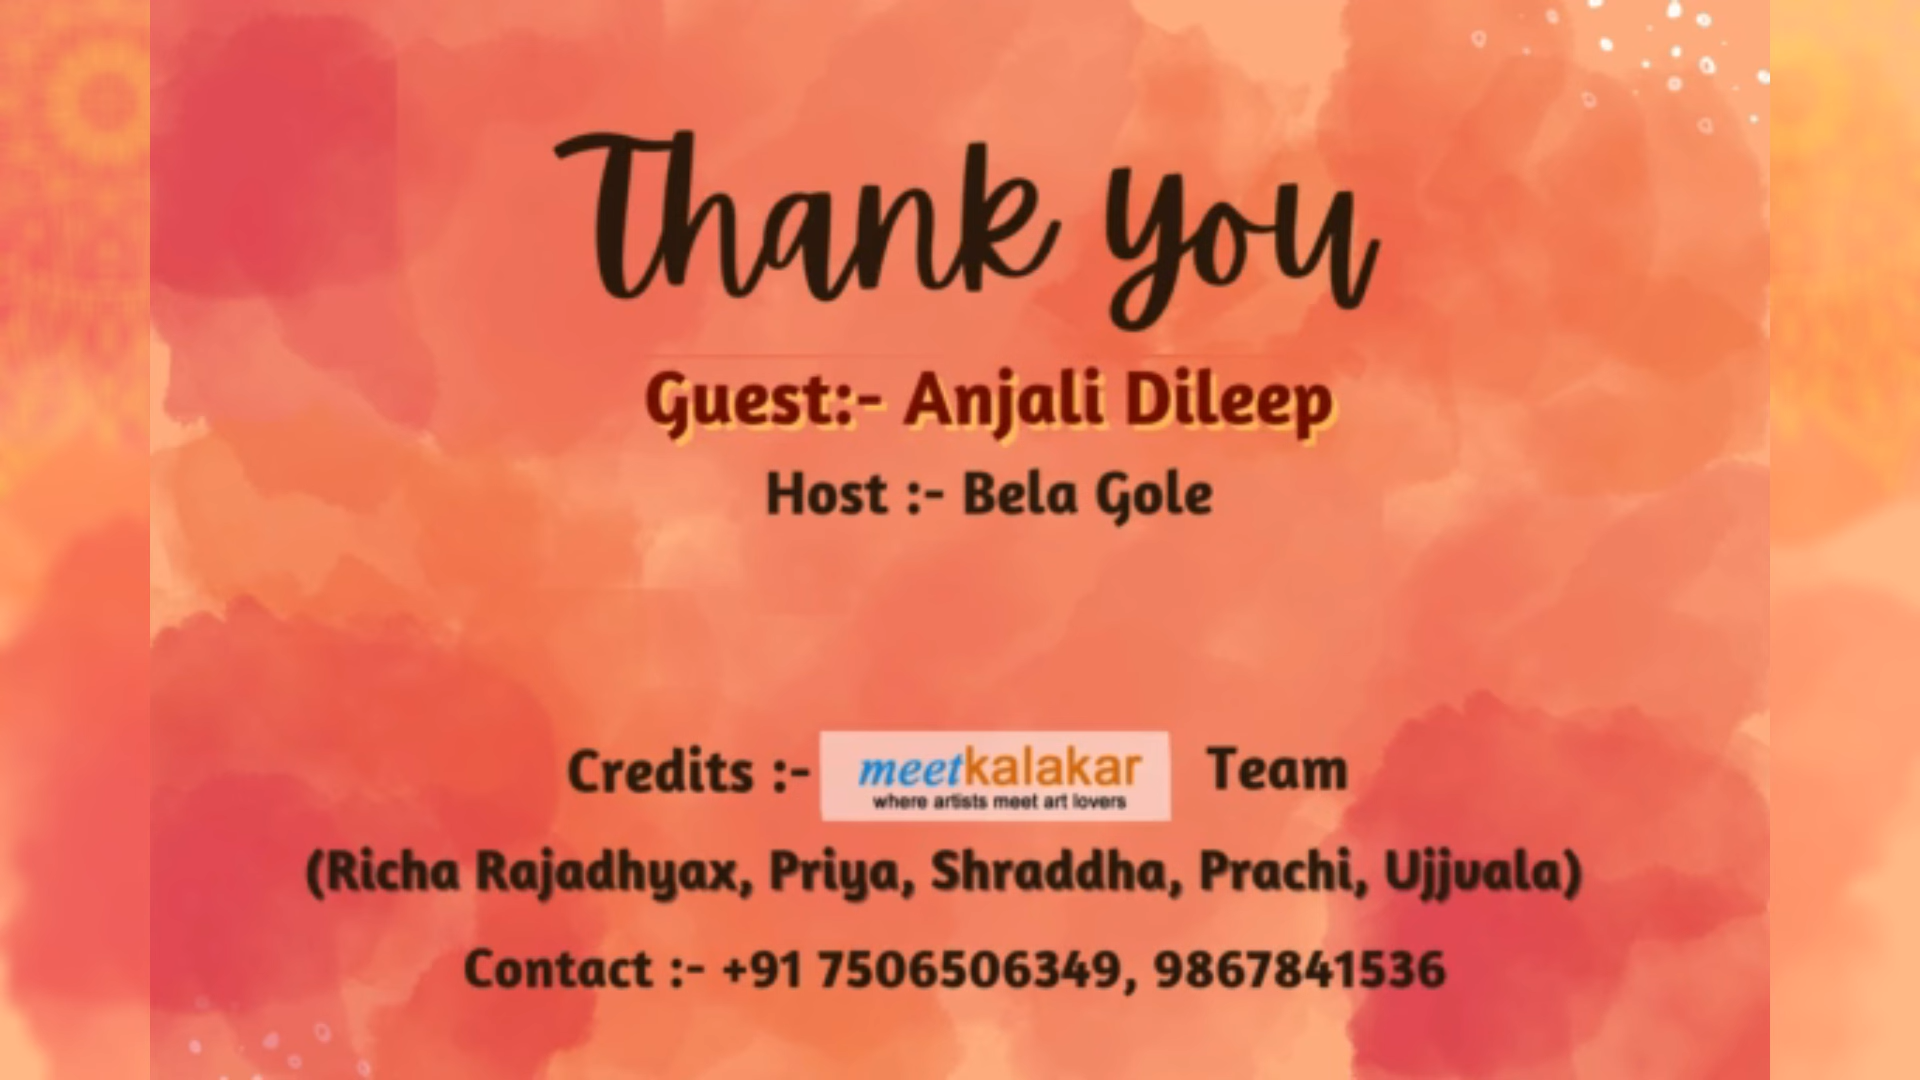 Thank you
Guest:- Anjali Dileep
Host :- Bela Gole
Credits :- meetkalakar Team
where artists meet art lovers
(Richa Rajadhyax, Priya, Shraddha, Prachi, Ujjvala)
Contact :- +91 7506506349, 9867841536